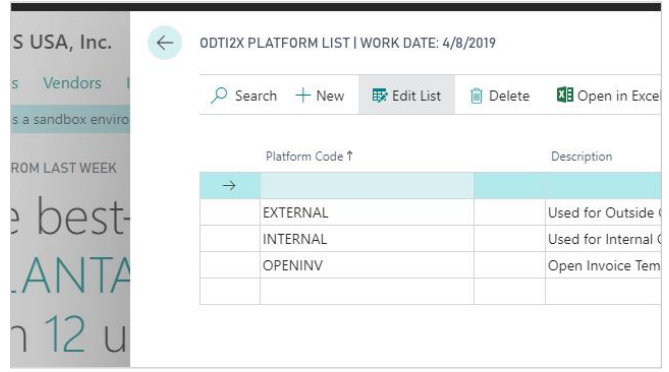 S USA, Inc.
ODTI2X PLATFORM LIST | WORK DATE: 4/8/2019
s Vendors
Search New Edit List Delete Open in Excel
s a sandbox enviro
Platform Code ↑ Description
ROM LAST WEEK
→
EXTERNAL Used for Outside
INTERNAL Used for Internal
OPENINV Open Invoice Tem
e best-
LANTA
n 12 u